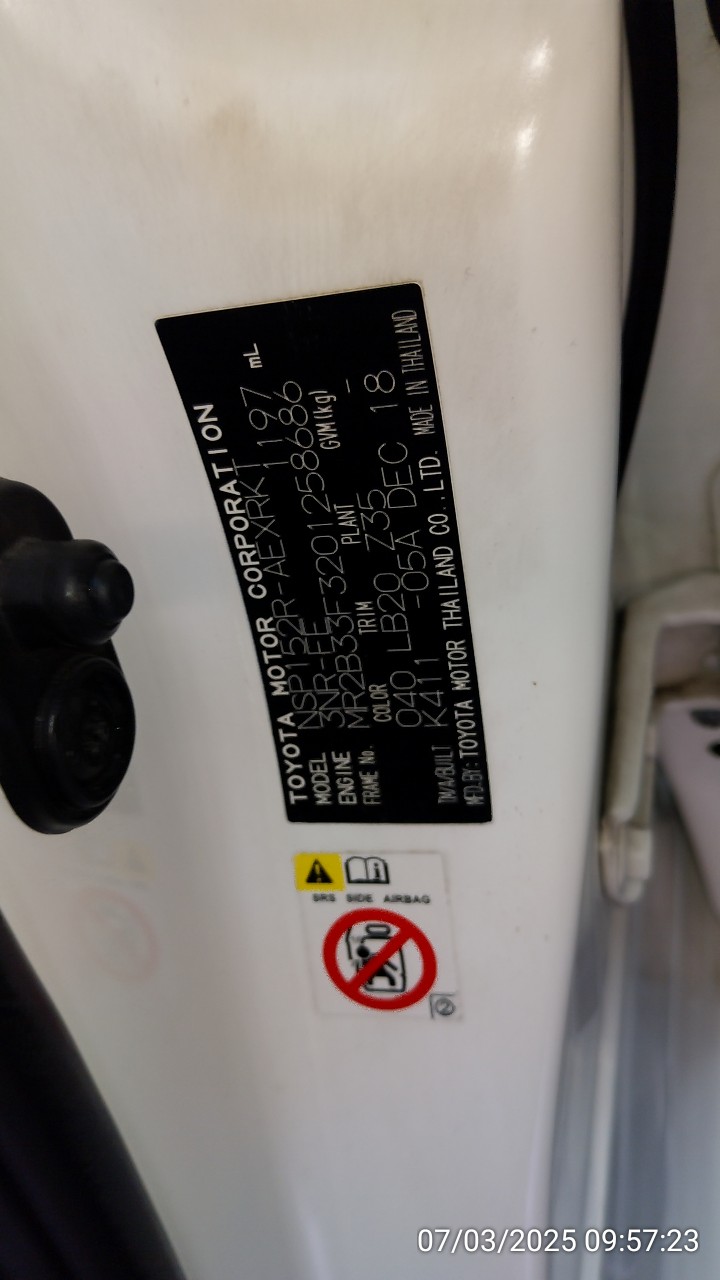 TOYOTA MOTOR CORPORATION
MODEL NSP152R-AEXRKT 1197 mL
ENGINE 3NR-FE
FRAME No. MR2B33F3201258686
COLOR TRIM PLANT GVM(kg)
040 LB20 Z35 -
K411 -05A DEC 18
TM/A/BUILT
MFD.BY:TOYOTA MOTOR THAILAND CO.,LTD. MADE IN THAILAND
SRS SIDE AIRBAG
07/03/2025 09:57:23